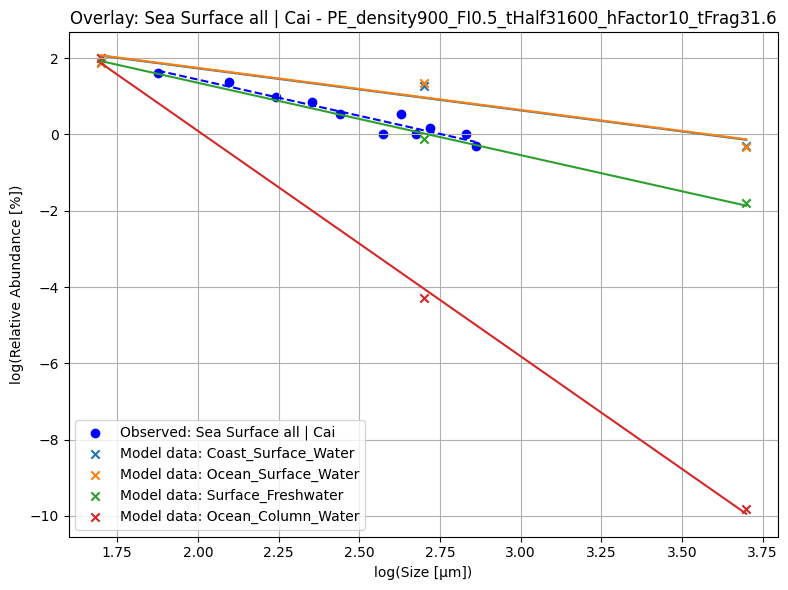 Overlay: Sea Surface all | Cai - PE_density900_FI0.5_tHalf31600_hFactor10_tFrag31.6
log(Relative Abundance [%])
2
0
−2
−4
−6
−8
−10
Observed: Sea Surface all | Cai
Model data: Coast_Surface_Water
Model data: Ocean_Surface_Water
Model data: Surface_Freshwater
Model data: Ocean_Column_Water
1.75
2.00
2.25
2.50
2.75
3.00
3.25
3.50
3.75
log(Size [μm])